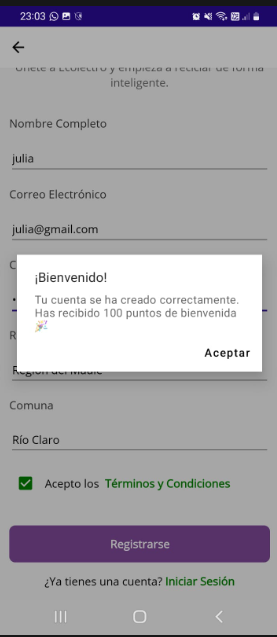 23:03
Únete a Ecolectro y empieza a reciclar de forma
inteligente.
Nombre Completo
julia
Correo Electrónico
julia@gmail.com
C
¡Bienvenido!
Tu cuenta se ha creado correctamente.
Has recibido 100 puntos de bienvenida
🎉
Aceptar
R
Región del Maule
Comuna
Río Claro
Acepto los Términos y Condiciones
Registrarse
¿Ya tienes una cuenta? Iniciar Sesión